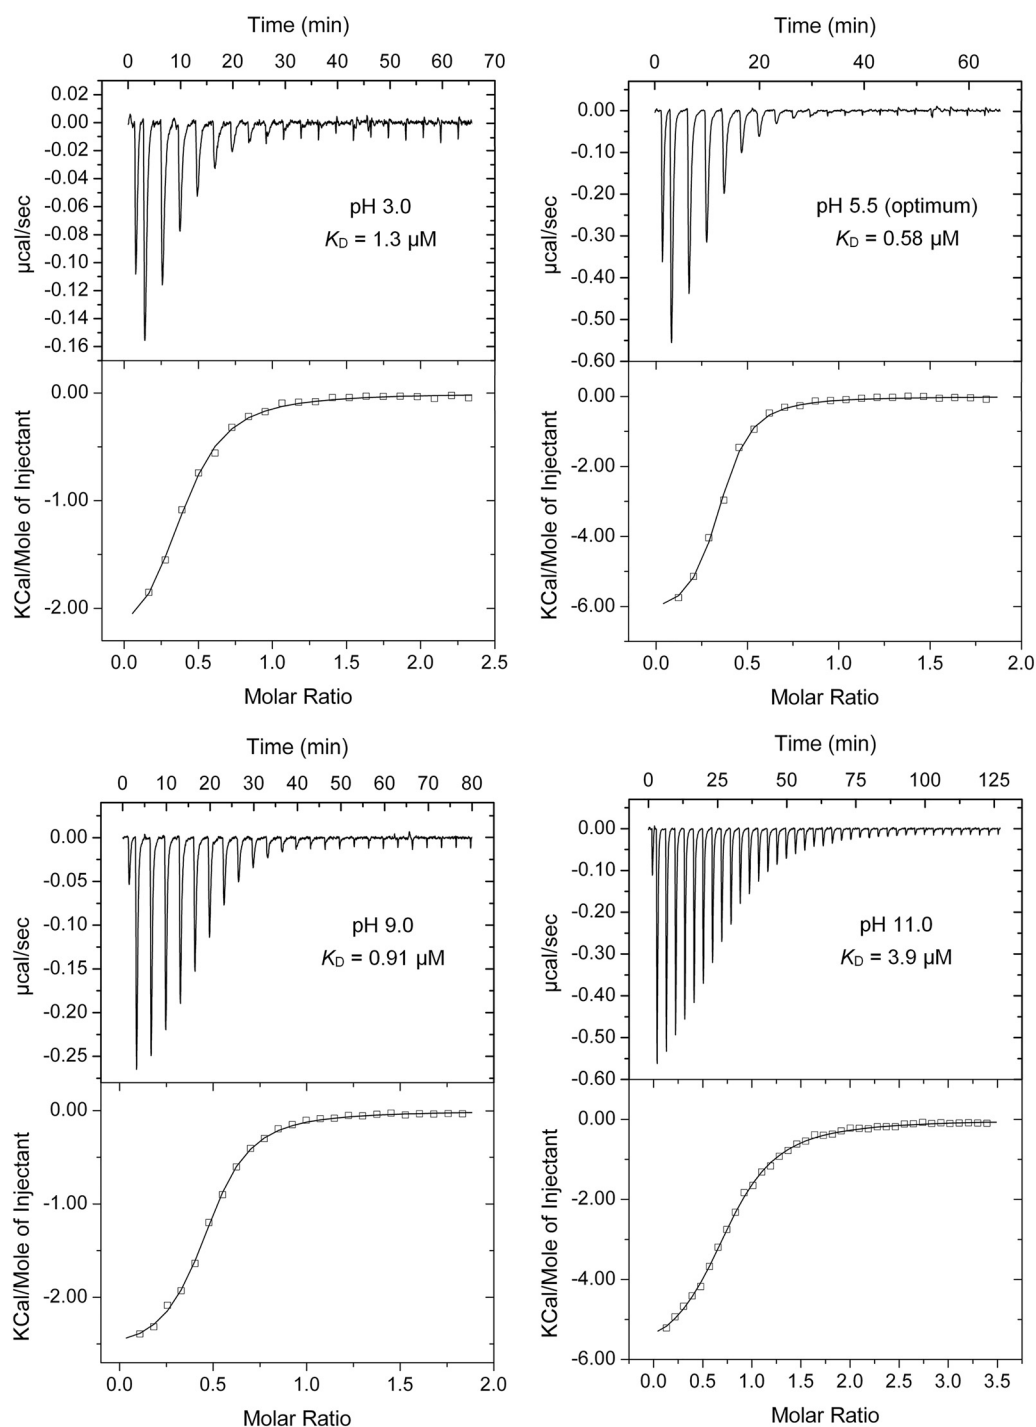 Time (min)
0 10 20 30 40 50 60 70
0.02
0.00
-0.02
-0.04
-0.06
-0.08
-0.10
-0.12
-0.14
-0.16
µcal/sec
pH 3.0
KD = 1.3 µM
0.00
-1.00
-2.00
KCal/Mole of Injectant
0.0 0.5 1.0 1.5 2.0 2.5
Molar Ratio
Time (min)
0 20 40 60
0.00
-0.10
-0.20
-0.30
-0.40
-0.50
-0.60
µcal/sec
pH 5.5 (optimum)
KD = 0.58 µM
0.00
-2.00
-4.00
-6.00
KCal/Mole of Injectant
0.0 0.5 1.0 1.5 2.0
Molar Ratio
Time (min)
0 10 20 30 40 50 60 70 80
0.00
-0.05
-0.10
-0.15
-0.20
-0.25
µcal/sec
pH 9.0
KD = 0.91 µM
0.00
-1.00
-2.00
KCal/Mole of Injectant
0.0 0.5 1.0 1.5 2.0
Molar Ratio
Time (min)
0 25 50 75 100 125
0.00
-0.10
-0.20
-0.30
-0.40
-0.50
-0.60
µcal/sec
pH 11.0
KD = 3.9 µM
0.00
-2.00
-4.00
-6.00
KCal/Mole of Injectant
0.0 0.5 1.0 1.5 2.0 2.5 3.0 3.5
Molar Ratio